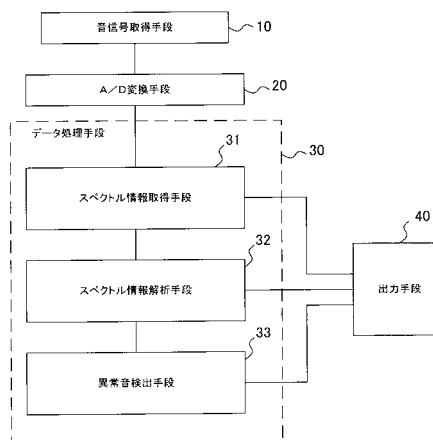 音信号取得手段
10
A/D変換手段
20
データ処理手段
31
30
スペクトル情報取得手段
40
32
スペクトル情報解析手段
出力手段
33
異常音検出手段